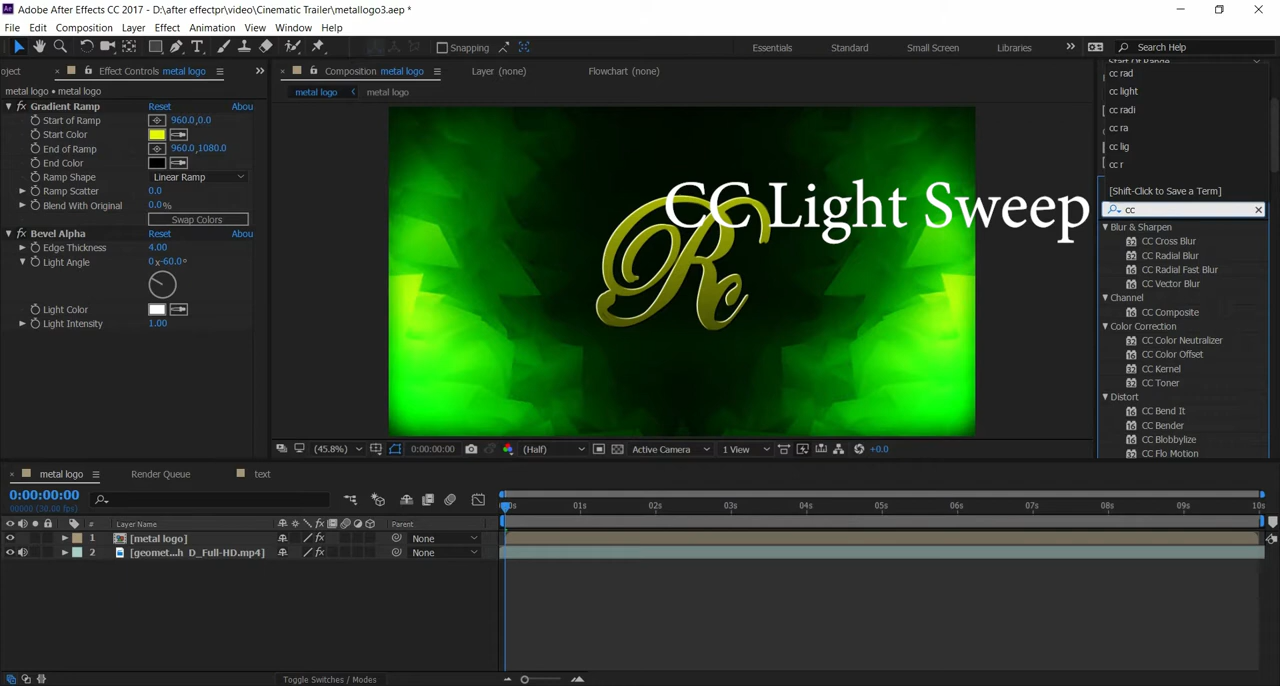 Adobe After Effects CC 2017 - D:\after effectpr\video\Cinematic Trailer\metallogo3.aep *
File Edit Composition Layer Effect Animation View Window Help
Snapping
Essentials Standard Small Screen Libraries
Search Help
oject
Effect Controls metal logo
metal logo • metal logo
Gradient Ramp Reset Abou
Start of Ramp 960.0,0.0
Start Color
End of Ramp 960.0,1080.0
End Color
Ramp Shape Linear Ramp
Ramp Scatter 0.0
Blend With Original 0.0%
Swap Colors
Bevel Alpha Reset Abou
Edge Thickness 4.00
Light Angle 0x-60.0°
Light Color
Light Intensity 1.00
Composition metal logo
Layer (none)
Flowchart (none)
metal logo
metal logo
CC Light Sweep
Rc
(45.8%) 0:00:00:00 (Half) Active Camera 1 View +0.0
Start Of Range
cc rad
cc light
cc radi
cc ra
cc lig
cc r
[Shift-Click to Save a Term]
cc
Blur & Sharpen
CC Cross Blur
CC Radial Blur
CC Radial Fast Blur
CC Vector Blur
Channel
CC Composite
Color Correction
CC Color Neutralizer
CC Color Offset
CC Kernel
CC Toner
Distort
CC Bend It
CC Bender
CC Blobbylize
CC Flo Motion
metal logo Render Queue text
0:00:00:00
00000 (30.00 fps)
0s 01s 02s 03s 04s 05s 06s 07s 08s 09s 10s
# Layer Name Parent
1 [metal logo] None
2 [geomet...h D_Full-HD.mp4] None
Toggle Switches / Modes